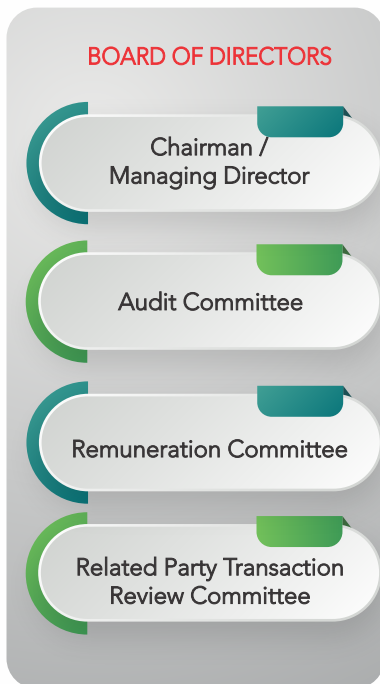 BOARD OF DIRECTORS
Chairman /
Managing Director
Audit Committee
Remuneration Committee
Related Party Transaction
Review Committee